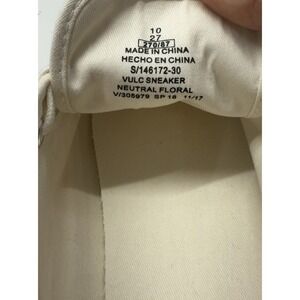 10
27
270/87
MADE IN CHINA
HECHO EN CHINA
S/146172-30
VULC SNEAKER
NEUTRAL FLORAL
V/305979 SP 18 11/17